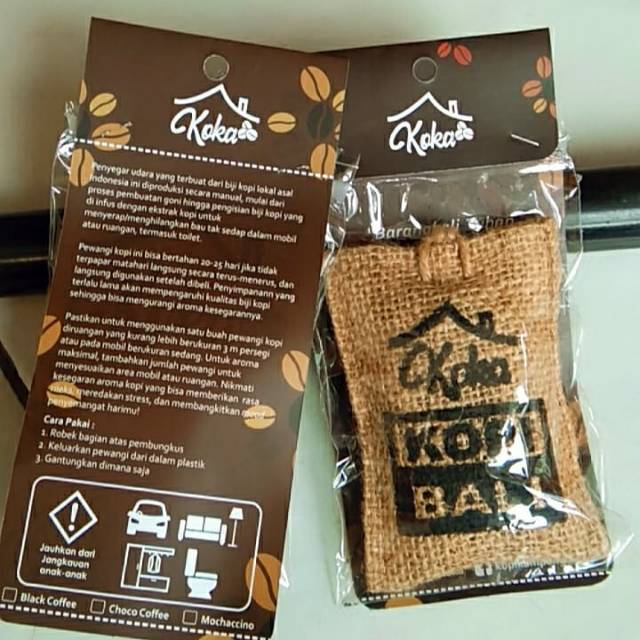 Koka
Penyegar udara yang terbuat dari biji kopi lokal asal
Indonesia ini diproduksi secara manual, mulai dari
proses pembuatan goni hingga pengisian biji kopi yang
di infus dengan ekstrak kopi untuk
menyerap/menghilangkan bau tak sedap dalam mobil
atau ruangan, termasuk toilet.
Pewangi kopi ini bisa bertahan 20-25 hari jika tidak
terpapar matahari langsung secara terus-menerus, dan
langsung digunakan setelah dibeli. Penyimpanann yang
terlalu lama akan mempengaruhi kualitas biji kopi
sehingga bisa mengurangi aroma kesegarannya.
Pastikan untuk menggunakan satu buah pewangi kopi
diruangan yang kurang lebih berukuran 3 m persegi
atau pada mobil berukuran sedang. Untuk aroma
maksimal, tambahkan jumlah pewangi untuk
menyesuaikan area mobil atau ruangan. Nikmati
kesegaran aroma kopi yang bisa memberikan rasa
meredakan stress, dan membangkitkan
penyemangat harimu!
Cara Pakai :
1. Robek bagian atas pembungkus
2. Keluarkan pewangi dari dalam plastik
3. Gantungkan dimana saja
Jauhkan dari
Jangkauan
anak-anak
Black Coffee
Choco Coffee
Mochaccino
Koka
Koka
KOPI
BALI